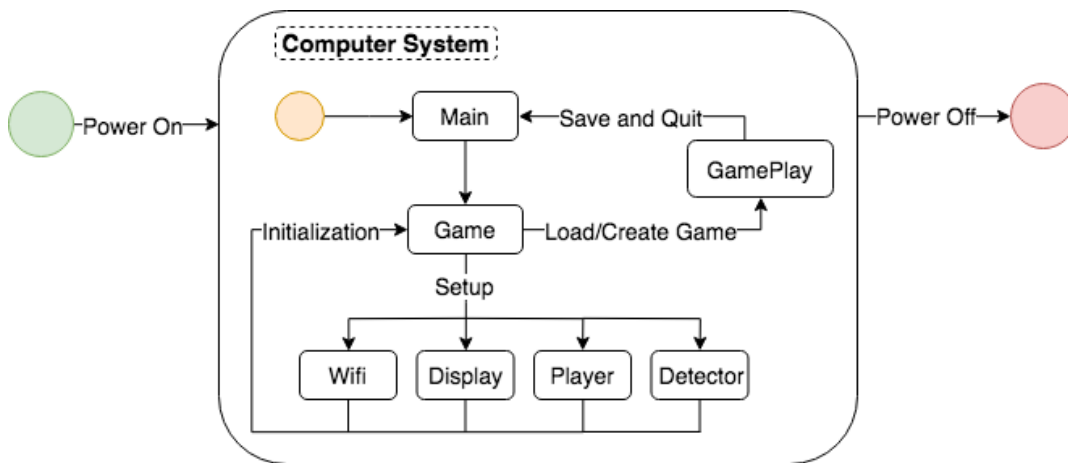 Computer System
Power On
Main
Save and Quit
Power Off
GamePlay
Initialization
Game
Load/Create Game
Setup
Wifi
Display
Player
Detector